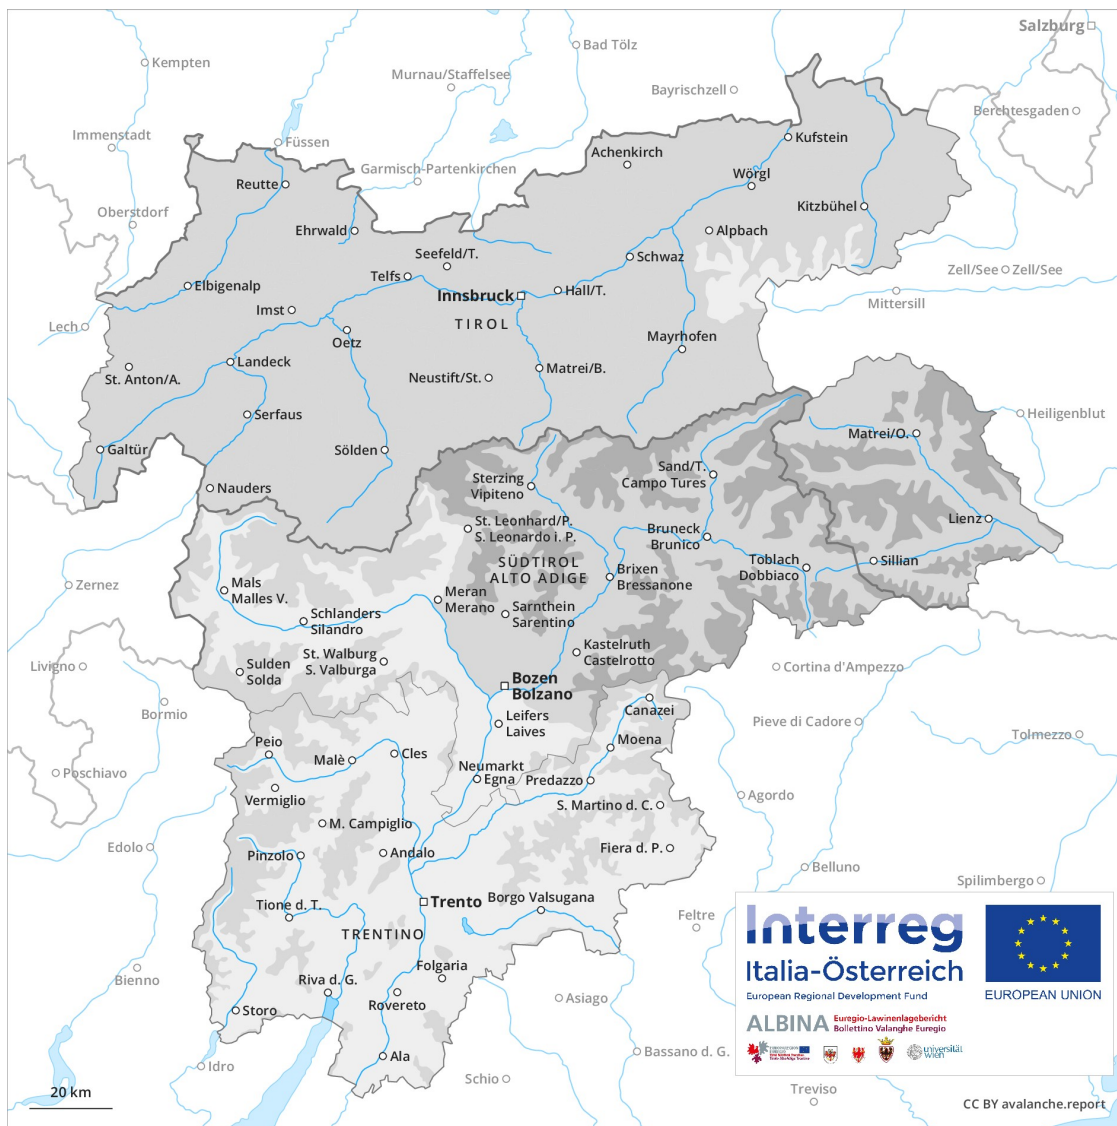 Salzburg
Bad Tölz
Kempten
Murnau/Staffelsee
Bayrischzell
Berchtesgaden
Immenstadt
Füssen
Kufstein
Achenkirch
Garmisch-Partenkirchen
Wörgl
Reutte
Oberstdorf
Kitzbühel
Ehrwald
Alpbach
Seefeld/T.
Schwaz
Telfs
Zell/See
Zell/See
Elbigenalp
Innsbruck
Hall/T.
Mittersill
Imst
TIROL
Lech
Oetz
Mayrhofen
Landeck
Matrei/B.
St. Anton/A.
Neustift/St.
Serfaus
Heiligenblut
Matrei/O.
Galtür
Sölden
Sand/T.
Campo Tures
Sterzing
Vipiteno
Nauders
St. Leonhard/P.
S. Leonardo i. P.
Lienz
Bruneck
Brunico
SÜDTIROL
ALTO ADIGE
Toblach
Dobbiaco
Sillian
Brixen
Bressanone
Zernez
Mals
Malles V.
Meran
Merano
Schlanders
Silandro
Sarnthein
Sarentino
Kastelruth
Castelrotto
St. Walburg
S. Valburga
Livigno
Sulden
Solda
Cortina d'Ampezzo
Bozen
Bolzano
Bormio
Canazei
Leifers
Laives
Pieve di Cadore
Tolmezzo
Moena
Peio
Malè
Cles
Poschiavo
Neumarkt
Egna
Predazzo
Vermiglio
Agordo
S. Martino d. C.
M. Campiglio
Edolo
Pinzolo
Andalo
Fiera d. P.
Belluno
Spilimbergo
Trento
Borgo Valsugana
Tione d. T.
Feltre
TRENTINO
Folgaria
Bienno
Riva d. G.
Rovereto
Asiago
Storo
Ala
Bassano d. G.
Idro
Schio
Treviso
20 km
Interreg
Italia-Österreich
European Regional Development Fund
EUROPEAN UNION
ALBINA
Euregio-Lawinenlagebericht
Bollettino Valanghe Euregio
universität
wien
CC BY avalanche.report